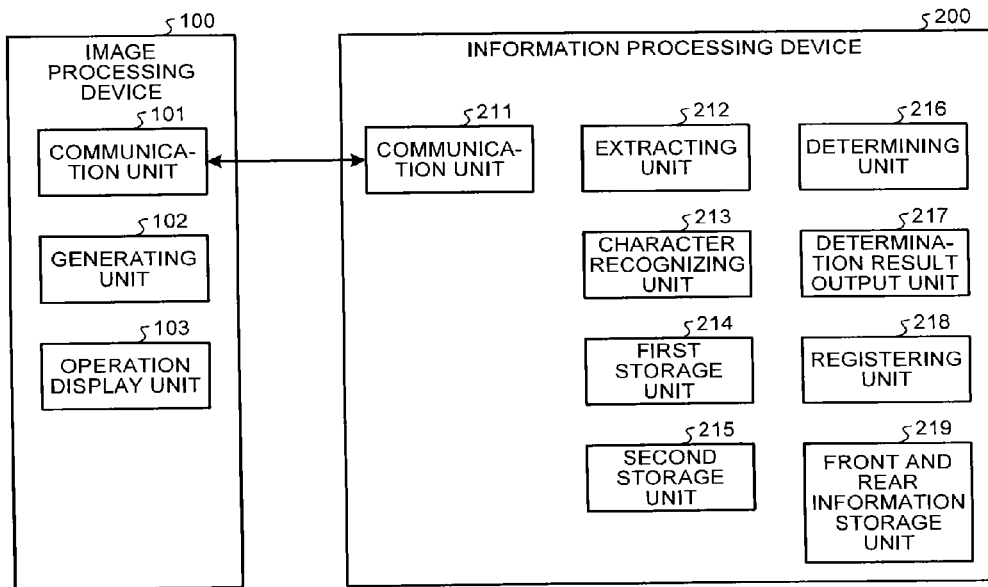 100
IMAGE
PROCESSING
DEVICE
101
COMMUNICA-
TION UNIT
102
GENERATING
UNIT
103
OPERATION
DISPLAY UNIT
200
INFORMATION PROCESSING DEVICE
211
COMMUNICA-
TION UNIT
212
EXTRACTING
UNIT
213
CHARACTER
RECOGNIZING
UNIT
214
FIRST
STORAGE
UNIT
215
SECOND
STORAGE
UNIT
216
DETERMINING
UNIT
217
DETERMINA-
TION RESULT
OUTPUT UNIT
218
REGISTERING
UNIT
219
FRONT AND
REAR
INFORMATION
STORAGE
UNIT